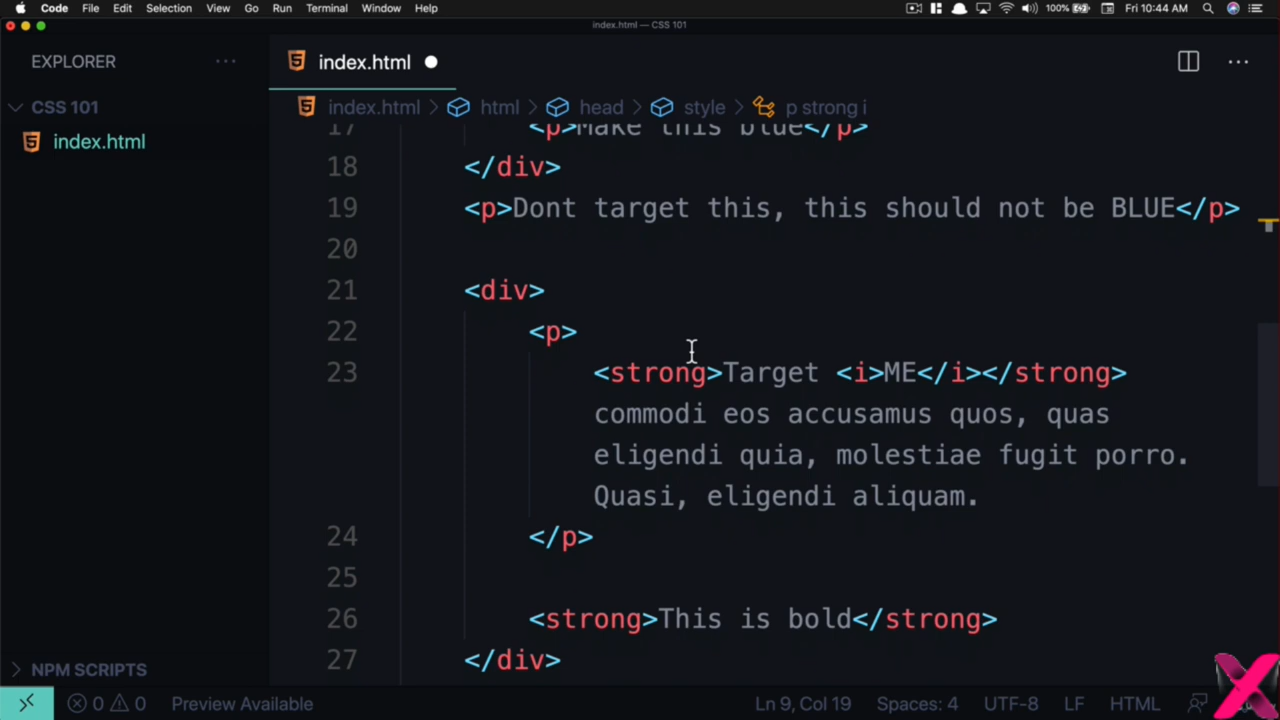 Code File Edit Selection View Go Run Terminal Window Help 100% Fri 10:44 AM
index.html — CSS 101
EXPLORER ··· index.html ···
CSS 101 index.html > html > head > style > p strong i
index.html
17 <p>Make this blue</p>
18 </div>
19 <p>Dont target this, this should not be BLUE</p>
20
21 <div>
22 <p>
23 <strong>Target <i>ME</i></strong>
commodi eos accusamus quos, quas
eligendi quia, molestiae fugit porro.
Quasi, eligendi aliquam.
24 </p>
25
26 <strong>This is bold</strong>
27 </div>
NPM SCRIPTS
0 0 Preview Available Ln 9, Col 19 Spaces: 4 UTF-8 LF HTML